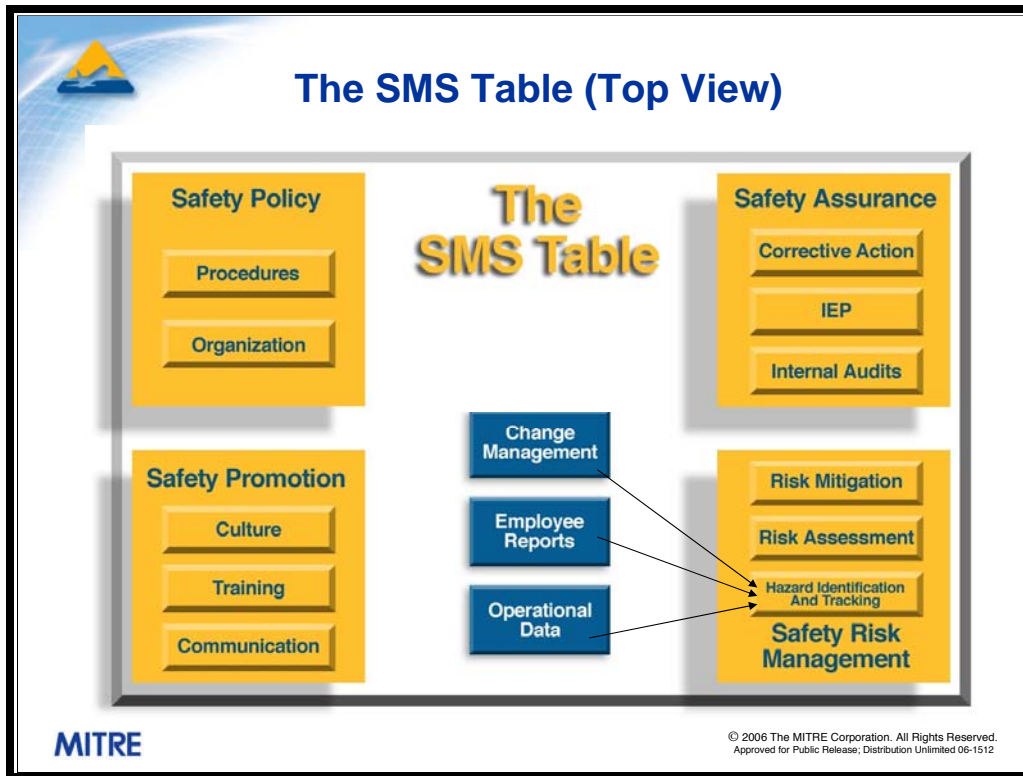 The SMS Table (Top View)
Safety Policy
Procedures
Organization
The
SMS Table
Safety Assurance
Corrective Action
IEP
Internal Audits
Safety Promotion
Culture
Training
Communication
Change
Management
Employee
Reports
Operational
Data
Risk Mitigation
Risk Assessment
Hazard Identification
And Tracking
Safety Risk
Management
MITRE
© 2006 The MITRE Corporation. All Rights Reserved.
Approved for Public Release; Distribution Unlimited 06-1512